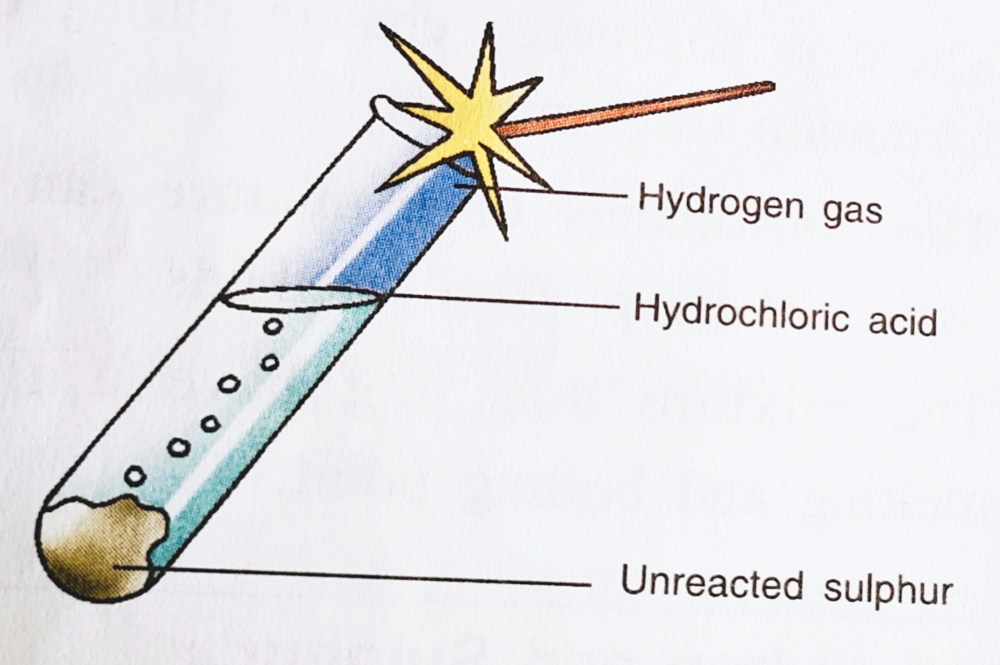 Hydrogen gas
Hydrochloric acid
Unreacted sulphur